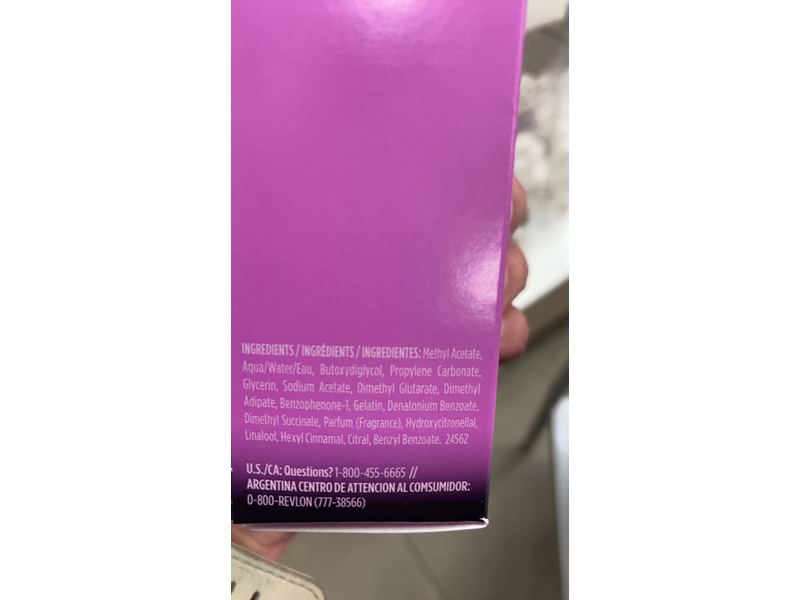 INGREDIENTS / INGRÉDIENTS / INGREDIENTES: Methyl Acetate,
Aqua/Water/Eau, Butoxydiglycol, Propylene Carbonate,
Glycerin, Sodium Acetate, Dimethyl Glutarate, Dimethyl
Adipate, Benzophenone-1, Gelatin, Denatonium Benzoate,
Dimethyl Succinate, Parfum (Fragrance), Hydroxycitronellal,
Linalool, Hexyl Cinnamal, Citral, Benzyl Benzoate. 24562
U.S./CA: Questions? 1-800-455-6665 //
ARGENTINA CENTRO DE ATTENCION AL COMSUMIDOR:
0-800-REVLON (777-38566)